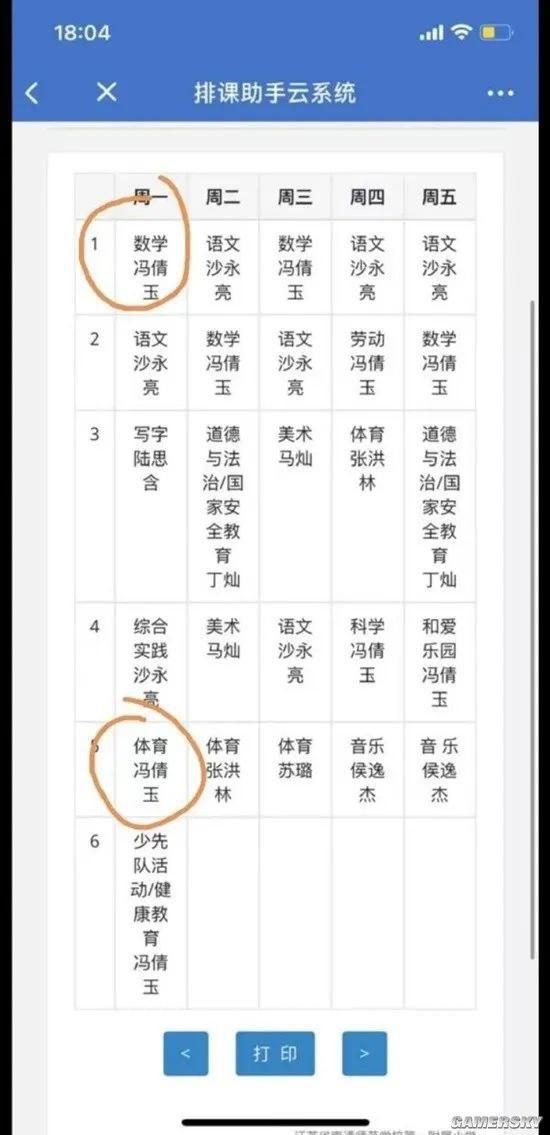 18:04
排课助手云系统
周一 周二 周三 周四 周五
1 数学 语文 数学 语文 语文
冯倩 沙永 冯倩 沙永 沙永
玉 亮 玉 亮 亮
2 语文 数学 语文 劳动 数学
沙永 冯倩 沙永 冯倩 冯倩
亮 玉 亮 玉 玉
3 写字 道德 美术 体育 道德
陆思 与法 马灿 张洪 与法
含 治/国 林 治/国
家安 家安
全教 全教
育 育
丁灿 丁灿
4 综合 美术 语文 科学 和爱
实践 马灿 沙永 冯倩 乐园
沙永 亮 玉 冯倩
亮 玉
5 体育 体育 体育 音乐 音乐
冯倩 张洪 苏璐 侯逸 侯逸
玉 林 杰 杰
6 少先
队活
动/健
康教
育
冯倩
玉
< 打印 >
GAMERSKY